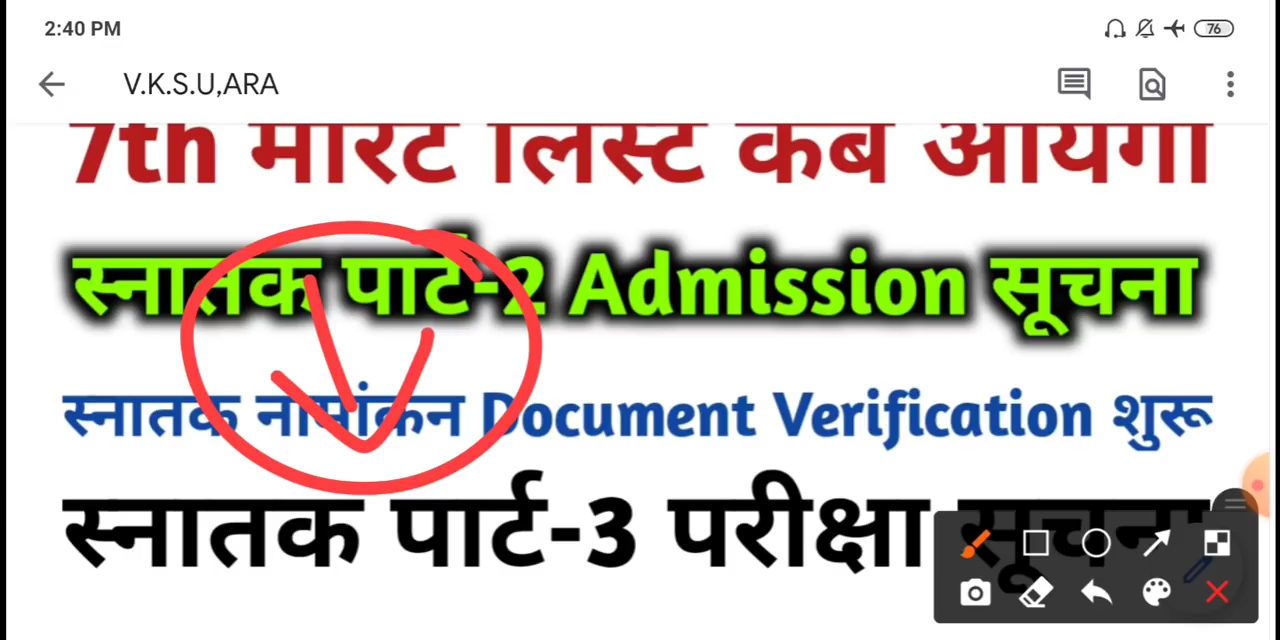 2:40 PM
76
V.K.S.U,ARA
7th मेरिट लिस्ट कब आयेगी
स्नातक पार्ट-2 Admission सूचना
स्नातक नामांकन Document Verification शुरू
स्नातक पार्ट-3 परीक्षा सूचना